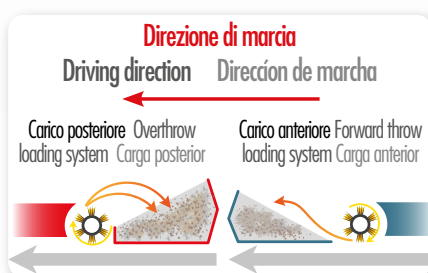 Direzione di marcia
Driving direction Direccíon de marcha
Carico posteriore Overthrow
loading system Carga posterior
Carico anteriore Forward throw
loading system Carga anterior